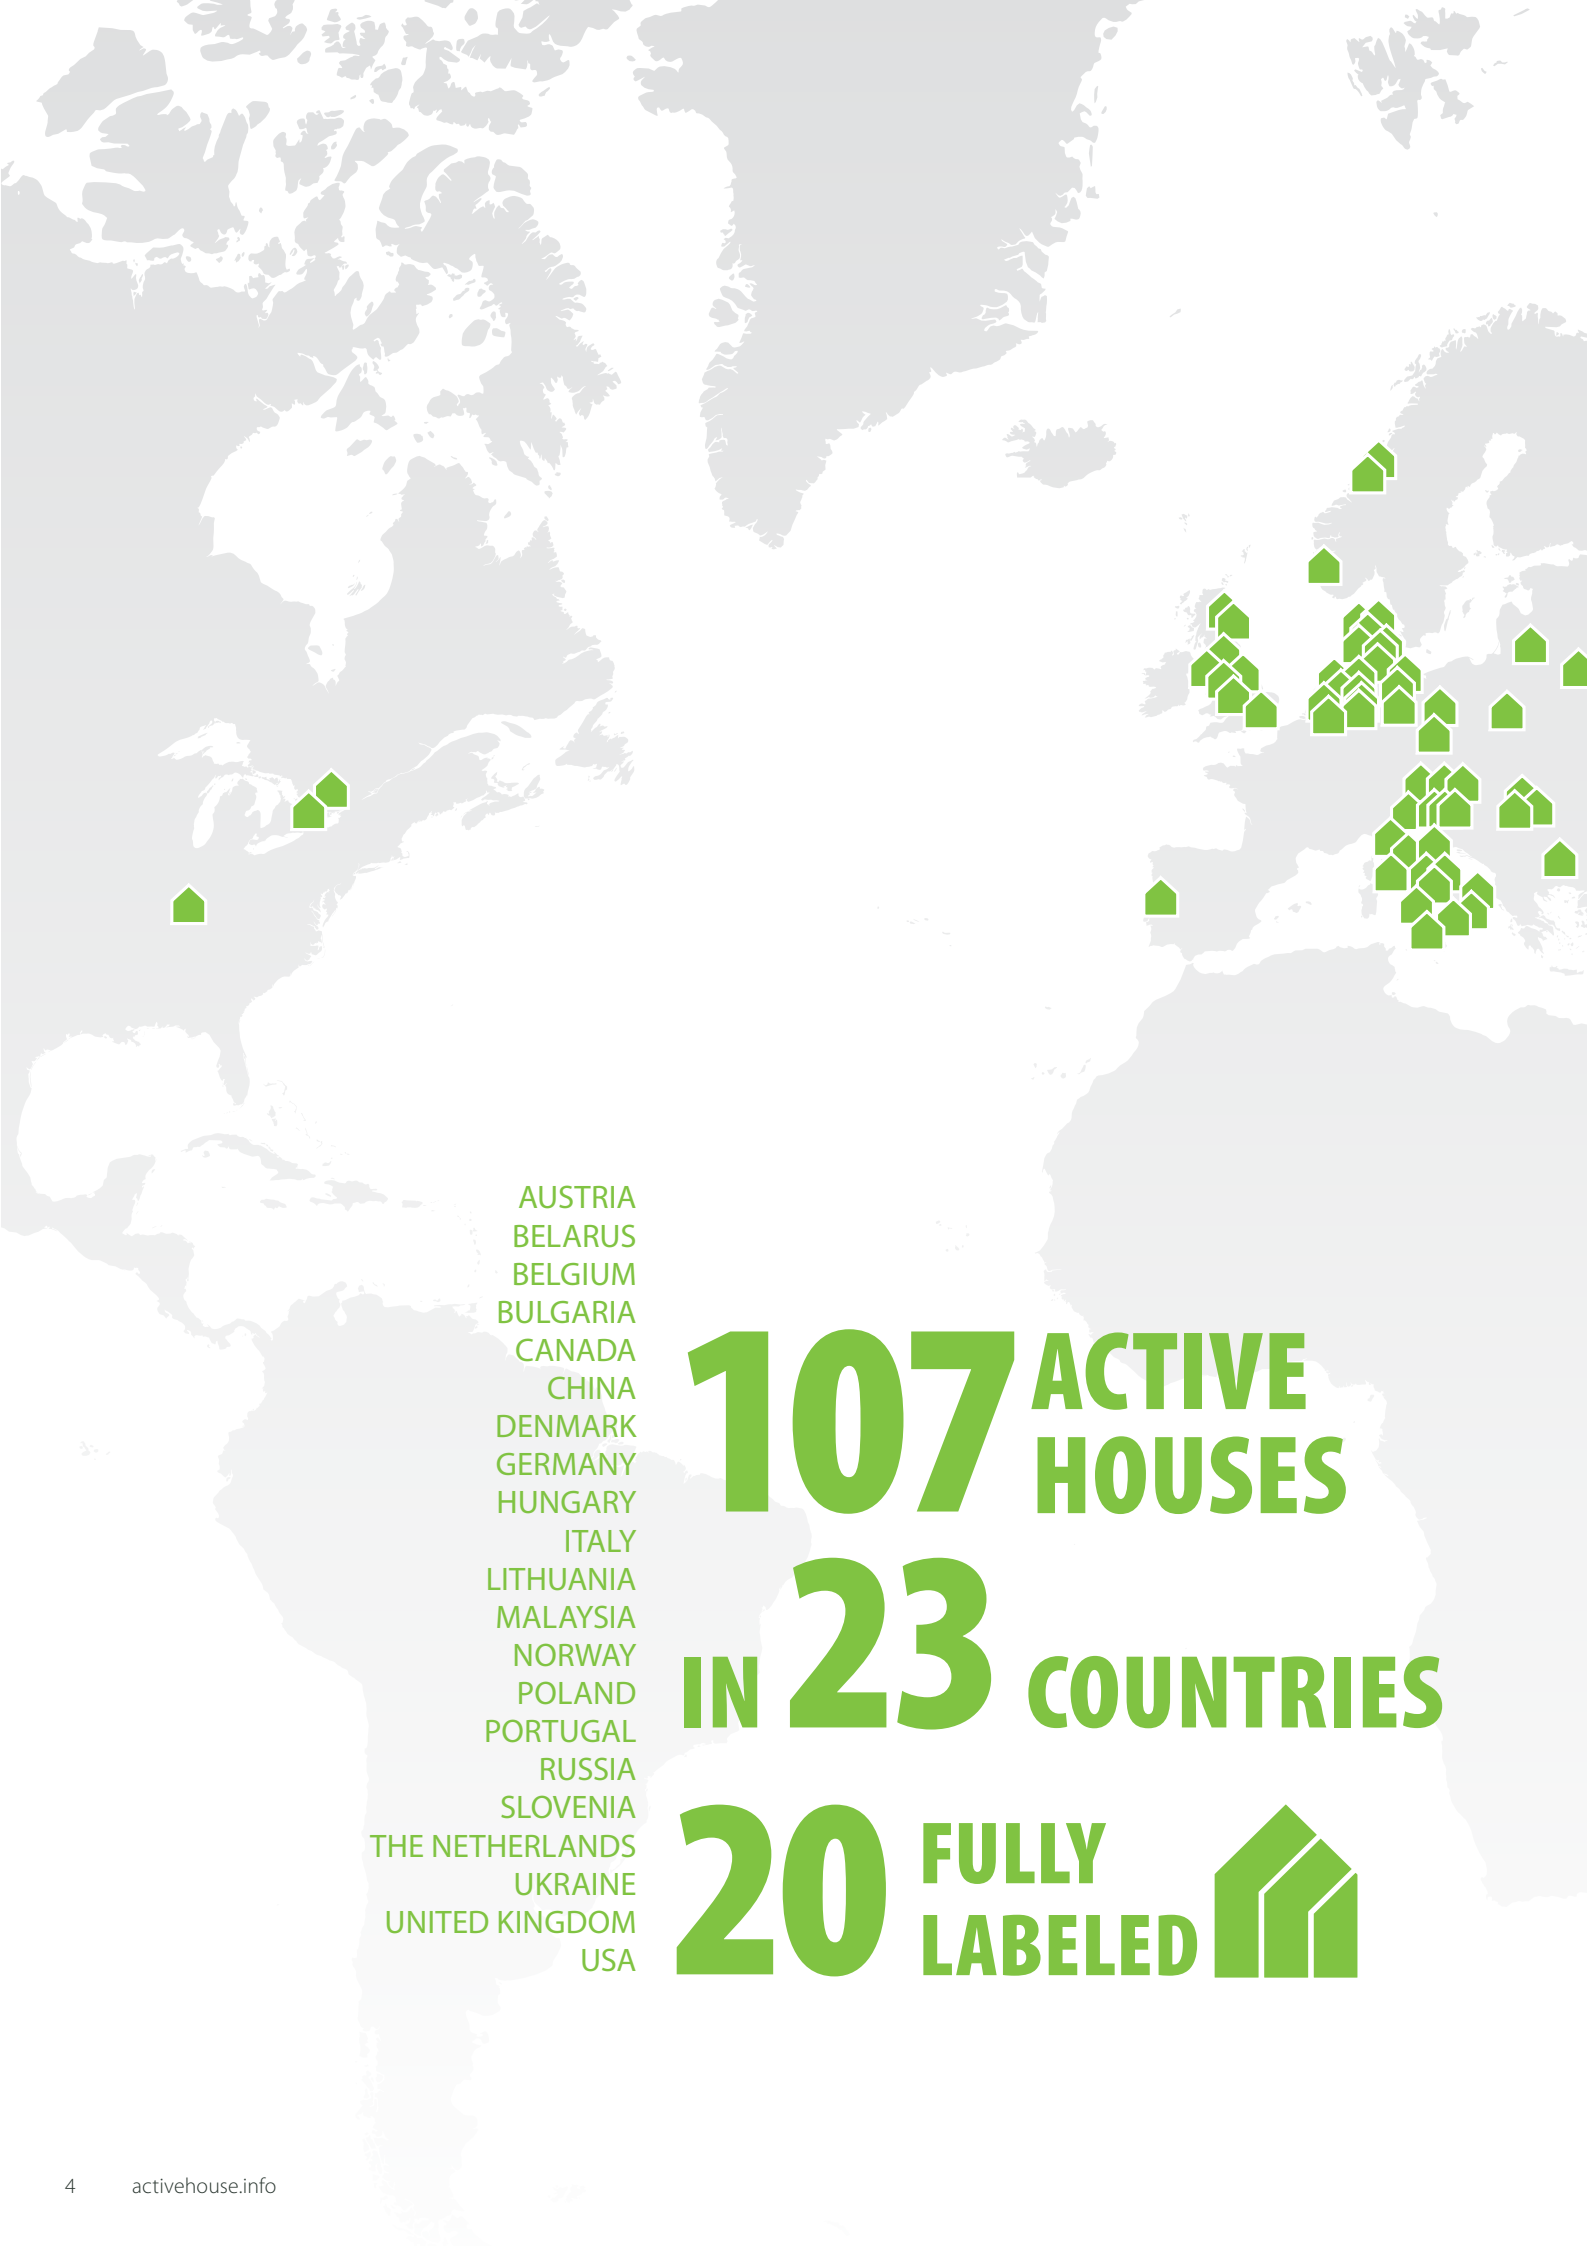 AUSTRIA
BELARUS
BELGIUM
BULGARIA
CANADA
CHINA
DENMARK
GERMANY
HUNGARY
ITALY
LITHUANIA
MALAYSIA
NORWAY
POLAND
PORTUGAL
RUSSIA
SLOVENIA
THE NETHERLANDS
UKRAINE
UNITED KINGDOM
USA
107 ACTIVE
HOUSES
IN 23 COUNTRIES
20 FULLY
LABELED
4 activehouse.info